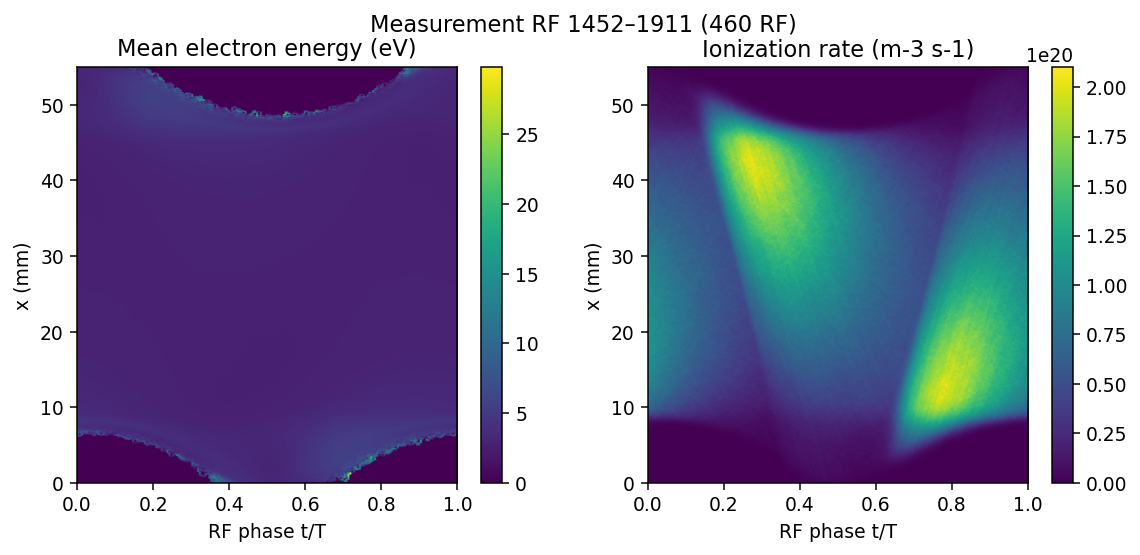 Measurement RF 1452–1911 (460 RF)
Mean electron energy (eV)
50
40
30
20
10
0
x (mm)
0.0 0.2 0.4 0.6 0.8 1.0
RF phase t/T
25
20
15
10
5
0
Ionization rate (m-3 s-1)
1e20
50
40
30
20
10
0
x (mm)
0.0 0.2 0.4 0.6 0.8 1.0
RF phase t/T
2.00
1.75
1.50
1.25
1.00
0.75
0.50
0.25
0.00